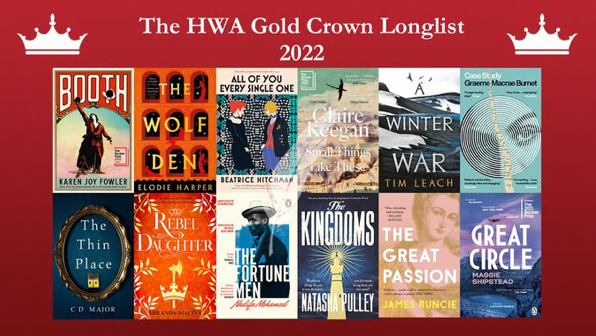 The HWA Gold Crown Longlist
2022
BOOTH
KAREN JOY FOWLER
THE
WOLF
DEN
ELODIE HARPER
ALL OF YOU
EVERY SINGLE ONE
BEATRICE HITCHMAN
Claire
Keegan
Small Things
Like These
A
WINTER
WAR
TIM LEACH
Case Study
Graeme Macrae Burnet
The
Thin
Place
C D MAJOR
The
REBEL
DAUGHTER
MIRANDA MALINS
THE
FORTUNE
MEN
Nadifa Mohamed
The
KINGDOMS
NATASHA PULLEY
THE
GREAT
PASSION
JAMES RUNCIE
GREAT
CIRCLE
MAGGIE
SHIPSTEAD